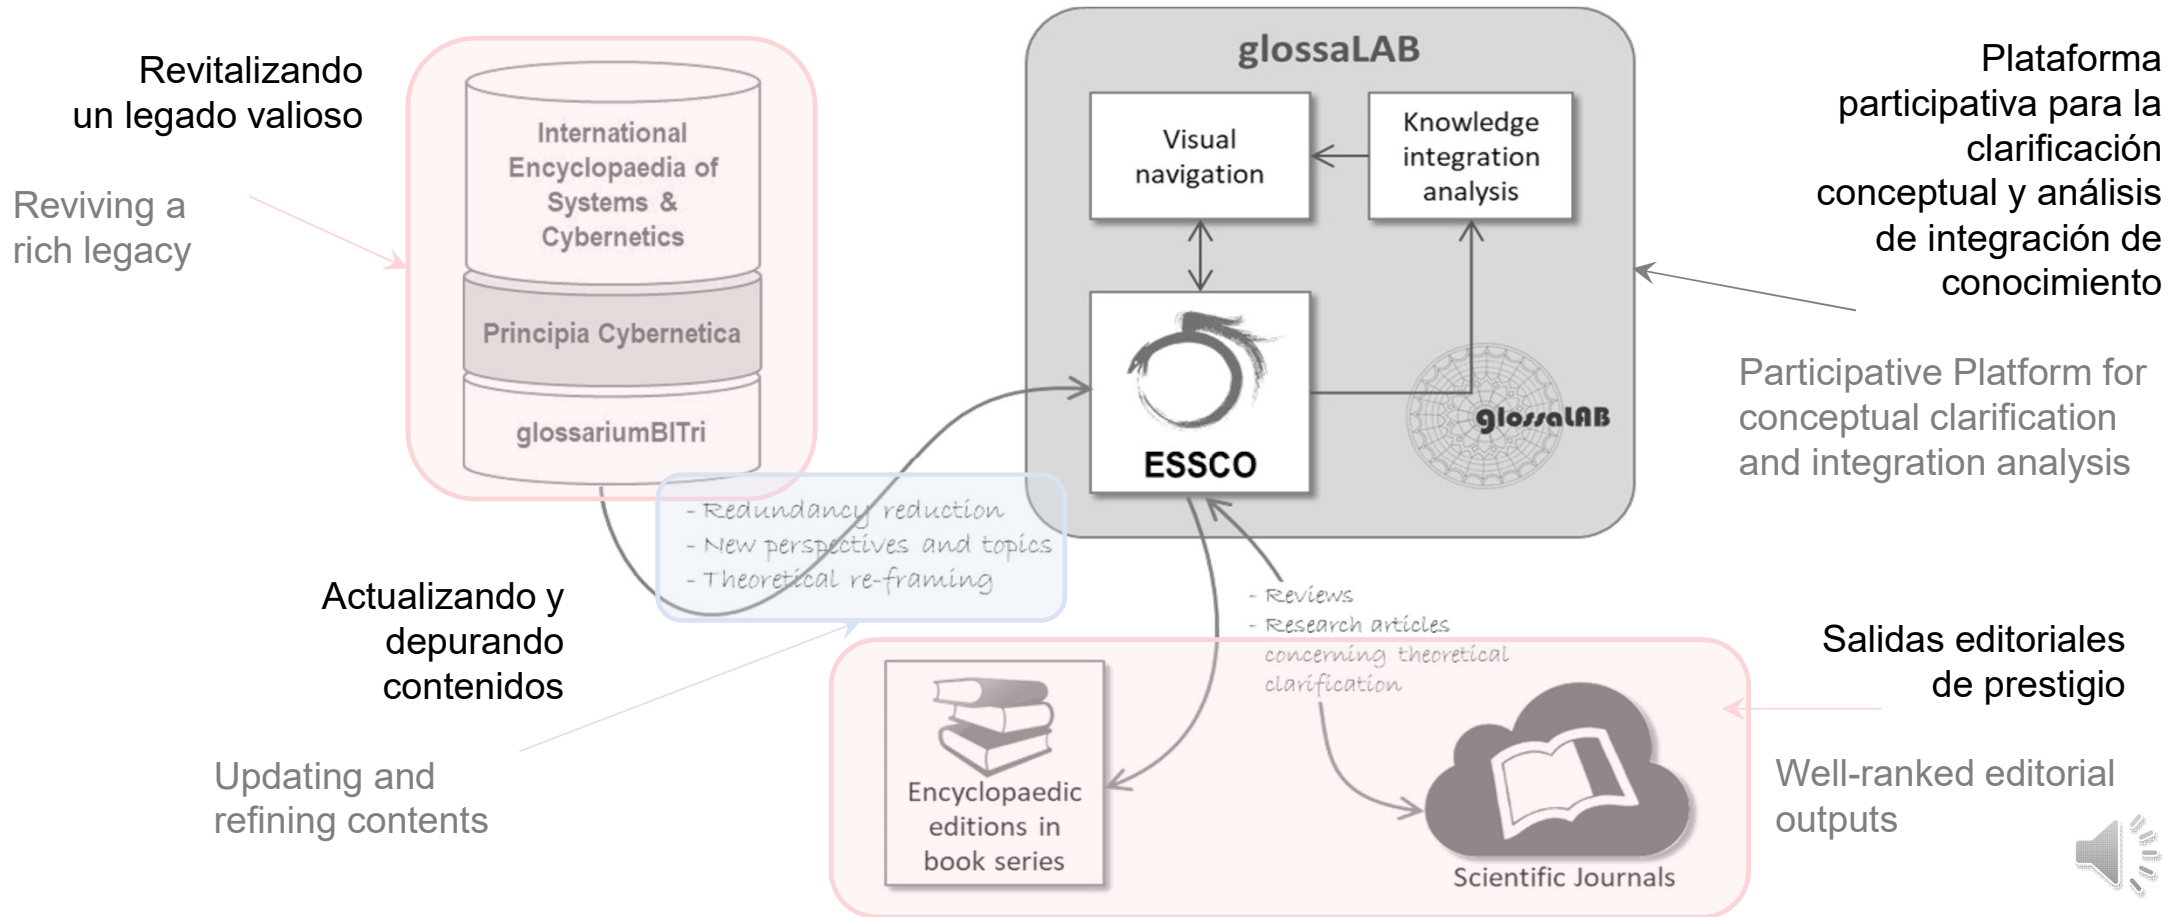 Revitalizando
un legado valioso
Reviving a
rich legacy
International
Encyclopaedia of
Systems &
Cybernetics
Principia Cybernetica
glossariumBITri
glossaLAB
Visual
navigation
Knowledge
integration
analysis
ESSCO
glossaLAB
Plataforma
participativa para la
clarificación
conceptual y análisis
de integración de
conocimiento
Participative Platform for
conceptual clarification
and integration analysis
- Redundancy reduction
- New perspectives and topics
- Theoretical re-framing
Actualizando y
depurando
contenidos
Updating and
refining contents
- Reviews
- Research articles
concerning theoretical
clarification
Encyclopaedic
editions in
book series
Scientific Journals
Salidas editoriales
de prestigio
Well-ranked editorial
outputs